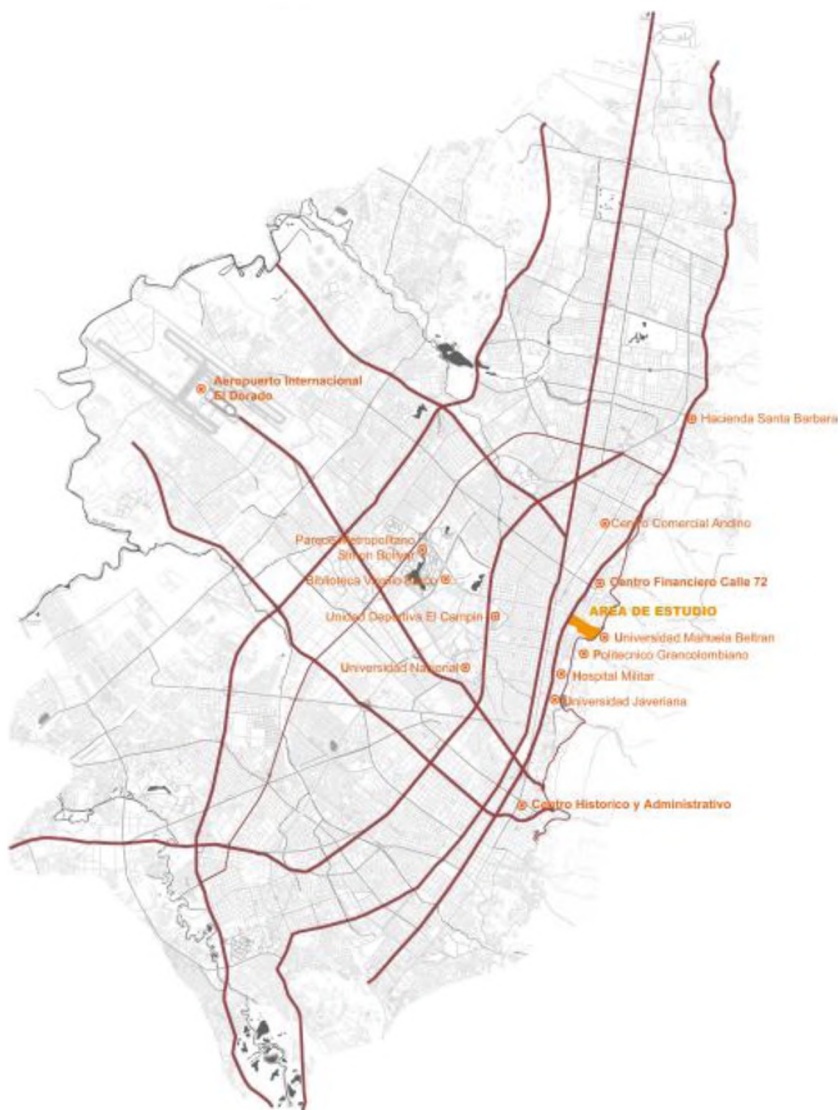 Aeropuerto Internacional
El Dorado
Hacienda Santa Barbara
Centro Comercial Andino
Parque Metropolitano
Simon Bolivar
Biblioteca Virgilio Barco
Centro Financiero Calle 72
AREA DE ESTUDIO
Unidad Deportiva El Campin
Universidad Manuela Beltran
Politecnico Grancolombiano
Universidad Nacional
Hospital Militar
Universidad Javeriana
Centro Historico y Administrativo